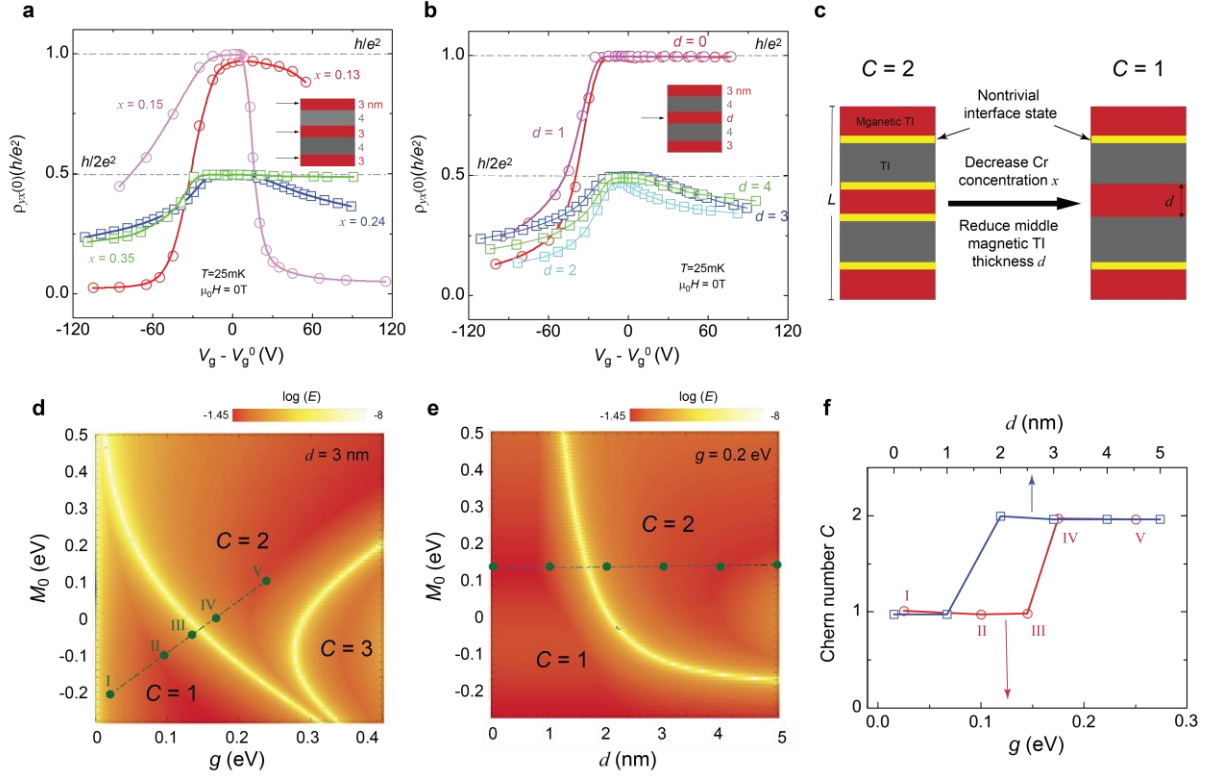 a
h/e²
1.0
x = 0.13
x = 0.15
3 nm
4
3
4
3
h/2e²
0.5
x = 0.24
x = 0.35
T=25mK
μ₀H = 0T
0.0
ρyx(0)(h/e²)
-120 -60 0 60 120
Vg - Vg⁰ (V)
b
d = 0
h/e²
1.0
d = 1
3
4
d
4
3
h/2e²
0.5
d = 4
d = 3
d = 2
T=25mK
μ₀H = 0T
0.0
ρyx(0)(h/e²)
-120 -60 0 60 120
Vg - Vg⁰ (V)
c
C = 2
C = 1
Nontrivial
interface state
Mganetic TI
TI
L
Decrease Cr
concentration x
Reduce middle
magnetic TI
thickness d
d
d
log (E)
-1.45 -8
d = 3 nm
0.5
0.4
0.3
0.2
0.1
0
-0.1
-0.2
M₀ (eV)
C = 2
V
IV
III
II
I
C = 1
C = 3
0 0.1 0.2 0.3 0.4
g (eV)
e
log (E)
-1.45 -8
g = 0.2 eV
0.5
0.4
0.3
0.2
0.1
0
-0.1
-0.2
M₀ (eV)
C = 2
C = 1
0 1 2 3 4 5
d (nm)
f
d (nm)
0 1 2 3 4 5
2
1
0
Chern number C
I
II
III
IV
V
0.0 0.1 0.2 0.3
g (eV)